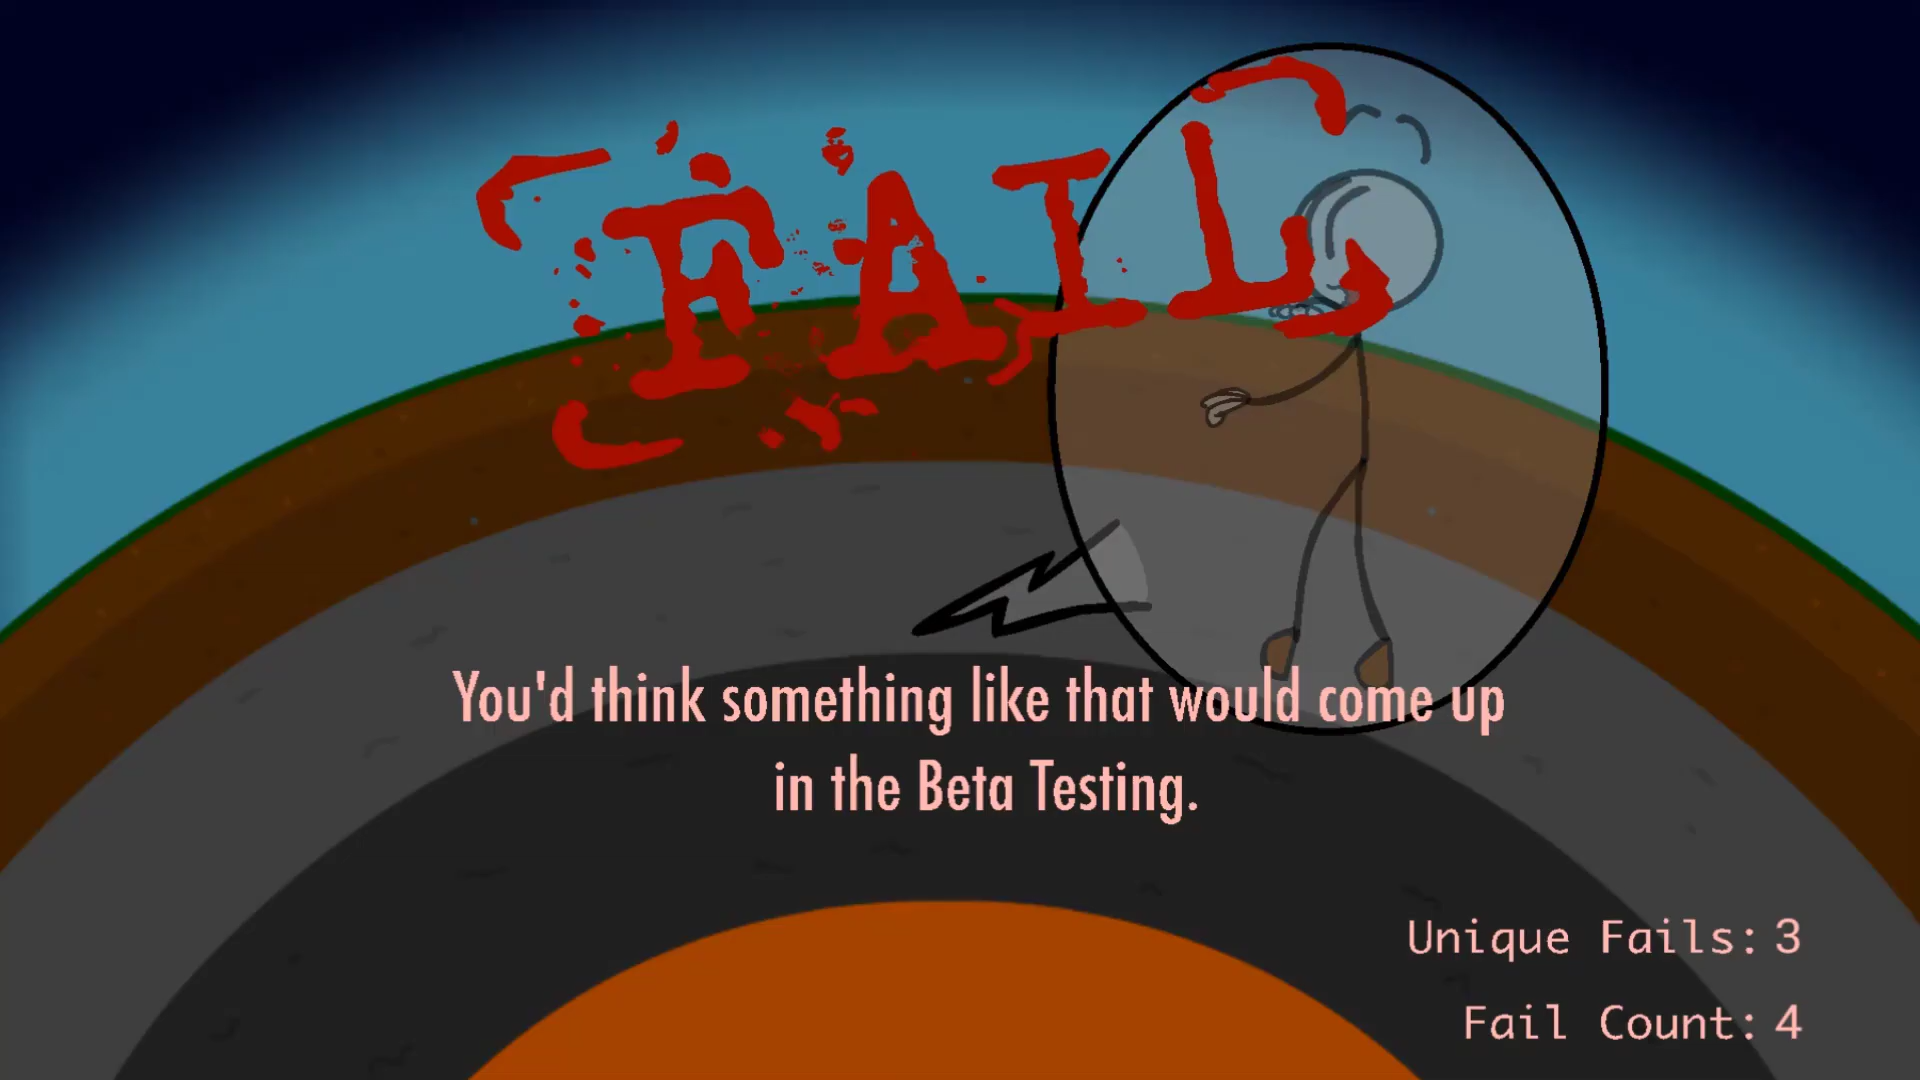 FAIL
You'd think something like that would come up
in the Beta Testing.
Unique Fails: 3
Fail Count: 4